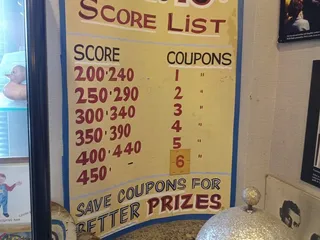 SCORE LIST
SCORE COUPONS
200·240 1 "
250·290 2 "
300·340 3 "
350·390 4 "
400·440 5 "
450· 6 "
SAVE COUPONS FOR
BETTER PRIZES